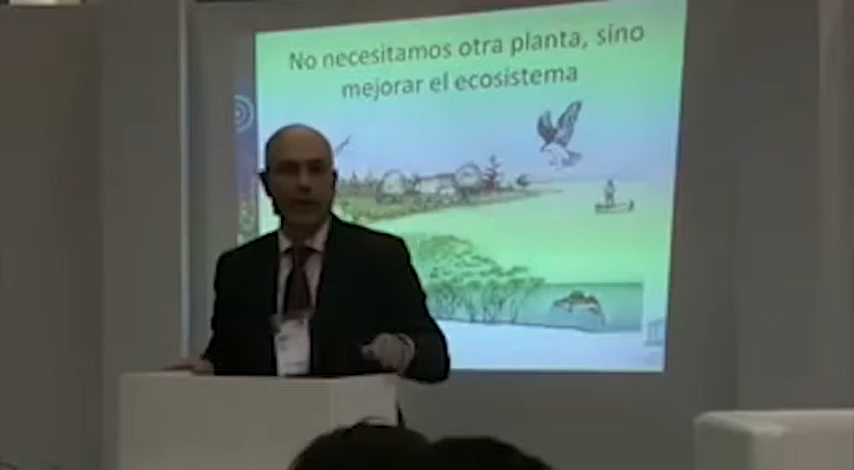 No necesitamos otra planta, sino
mejorar el ecosistema